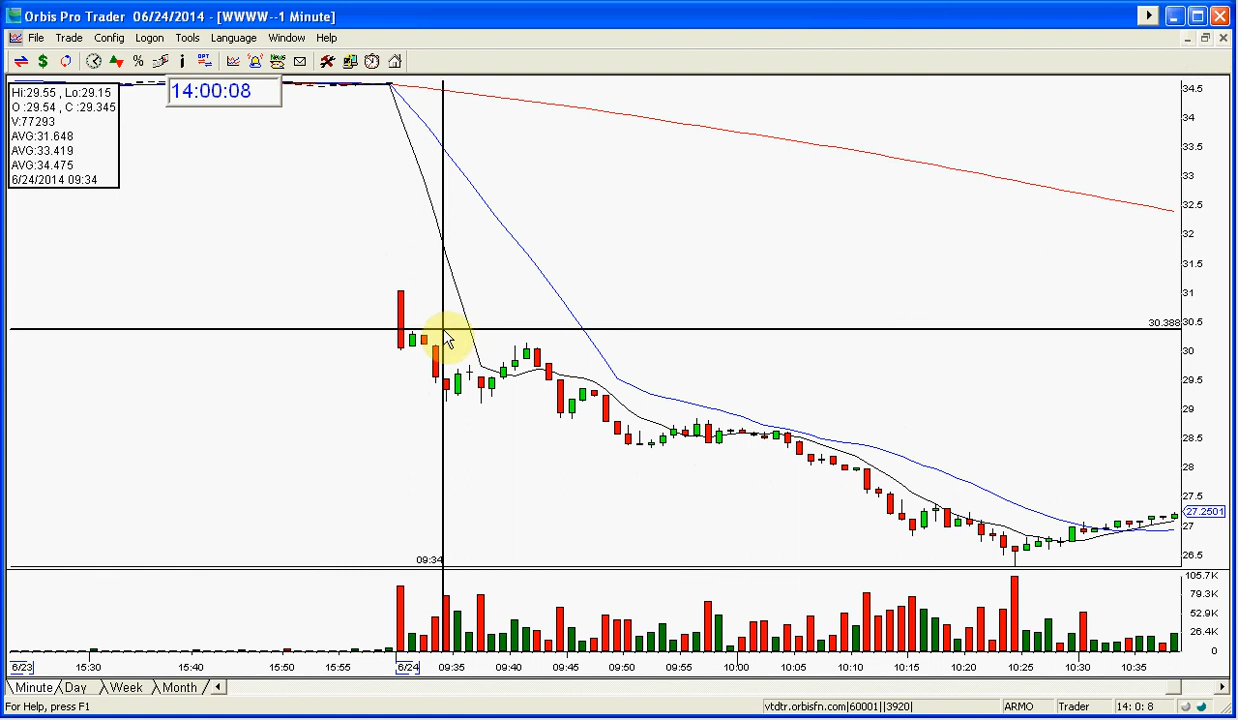 Orbis Pro Trader 06/24/2014 - [WWWW--1 Minute]
File Trade Config Logon Tools Language Window Help
$ % i OPT News
14:00:08
Hi:29.55 , Lo:29.15
O :29.54 , C :29.345
V:77293
AVG:31.648
AVG:33.419
AVG:34.475
6/24/2014 09:34
34.5
34
33.5
33
32.5
32
31.5
31
30.388
30.5
30
29.5
29
28.5
28
27.5
27.2501
27
26.5
09:34
105.7K
79.3K
52.9K
26.4K
0
6/23 15:30 15:40 15:50 15:55 6/24 09:35 09:40 09:45 09:50 09:55 10:00 10:05 10:10 10:15 10:20 10:25 10:30 10:35
Minute Day Week Month
For Help, press F1 vtdtr.orbisfn.com|60001||3920| ARMO Trader 14: 0: 8